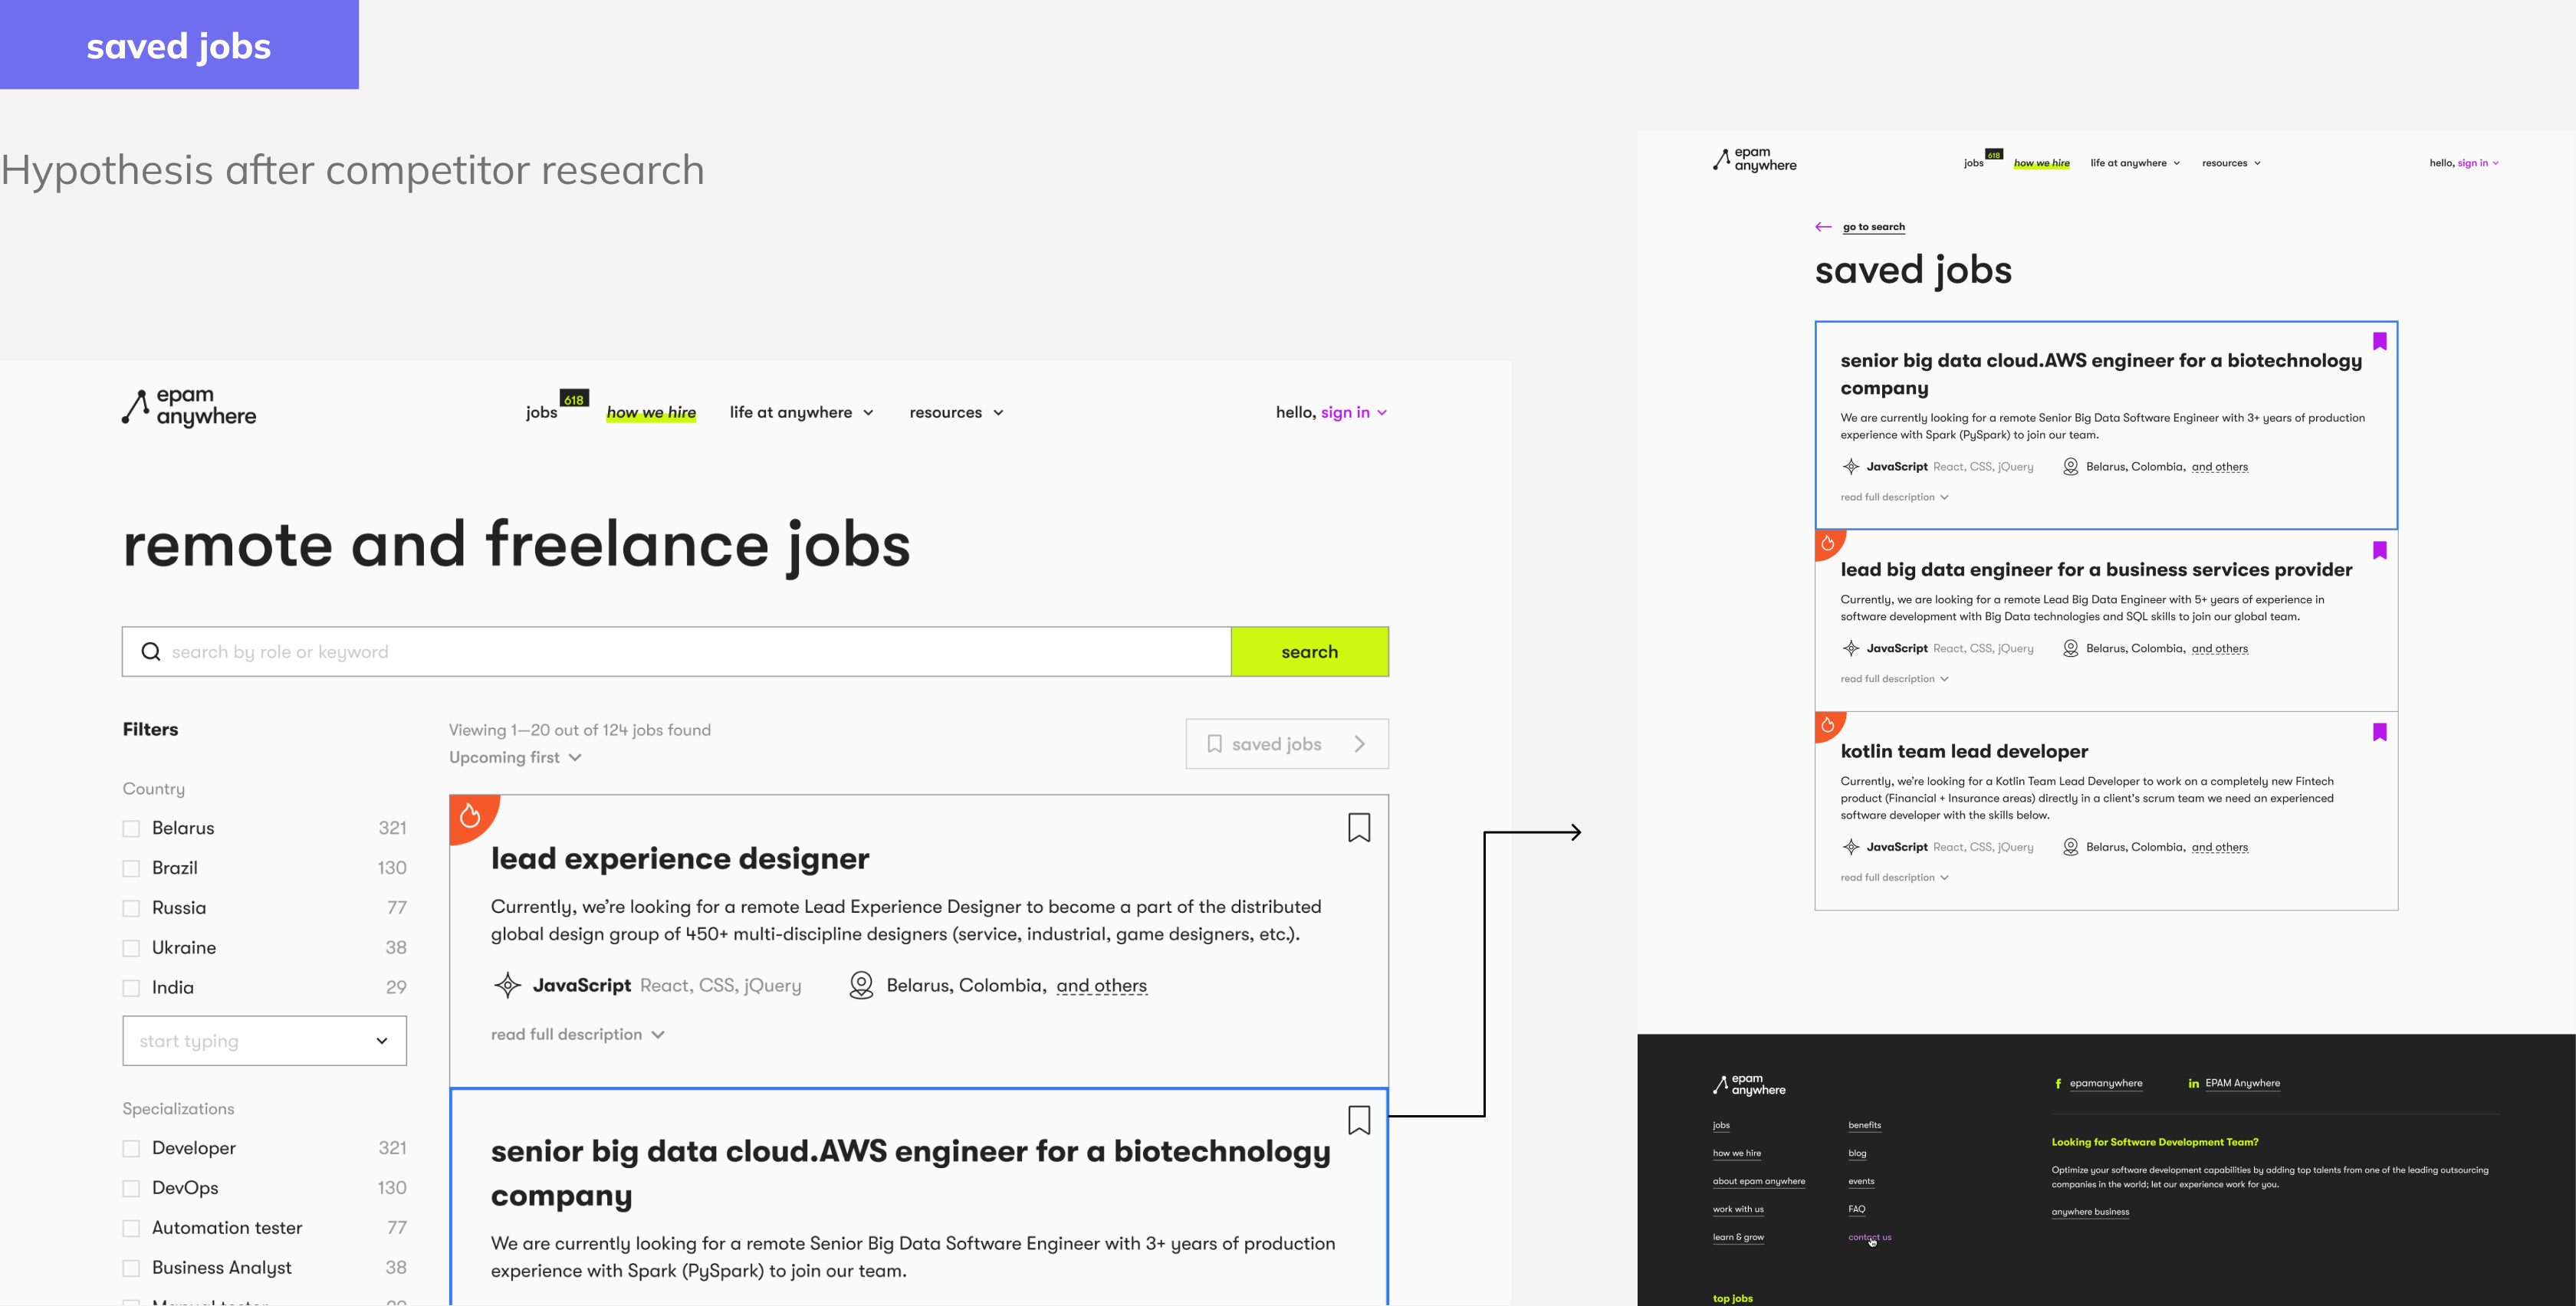 saved jobs
Hypothesis after competitor research
epam
anywhere
jobs 618 how we hire life at anywhere resources
hello, sign in
remote and freelance jobs
search by role or keyword
search
Filters
Country
Belarus 321
Brazil 130
Russia 77
Ukraine 38
India 29
start typing
Specializations
Developer 321
DevOps 130
Automation tester 77
Business Analyst 38
Viewing 1—20 out of 124 jobs found
Upcoming first
saved jobs
lead experience designer
Currently, we're looking for a remote Lead Experience Designer to become a part of the distributed
global design group of 450+ multi-discipline designers (service, industrial, game designers, etc.).
JavaScript React, CSS, jQuery Belarus, Colombia, and others
read full description
senior big data cloud.AWS engineer for a biotechnology
company
We are currently looking for a remote Senior Big Data Software Engineer with 3+ years of production
experience with Spark (PySpark) to join our team.
epam
anywhere
jobs 618 how we hire life at anywhere resources
hello, sign in
go to search
saved jobs
senior big data cloud.AWS engineer for a biotechnology
company
We are currently looking for a remote Senior Big Data Software Engineer with 3+ years of production
experience with Spark (PySpark) to join our team.
JavaScript React, CSS, jQuery Belarus, Colombia, and others
read full description
lead big data engineer for a business services provider
Currently, we are looking for a remote Lead Big Data Engineer with 5+ years of experience in
software development with Big Data technologies and SQL skills to join our global team.
JavaScript React, CSS, jQuery Belarus, Colombia, and others
read full description
kotlin team lead developer
Currently, we're looking for a Kotlin Team Lead Developer to work on a completely new Fintech
product (Financial + Insurance areas) directly in a client's scrum team we need an experienced
software developer with the skills below.
JavaScript React, CSS, jQuery Belarus, Colombia, and others
read full description
epam
anywhere
jobs
how we hire
about epam anywhere
work with us
learn & grow
benefits
blog
events
FAQ
contact us
f epamanywhere in EPAM Anywhere
Looking for Software Development Team?
Optimize your software development capabilities by adding top talents from one of the leading outsourcing
companies in the world; let our experience work for you.
anywhere business
top jobs